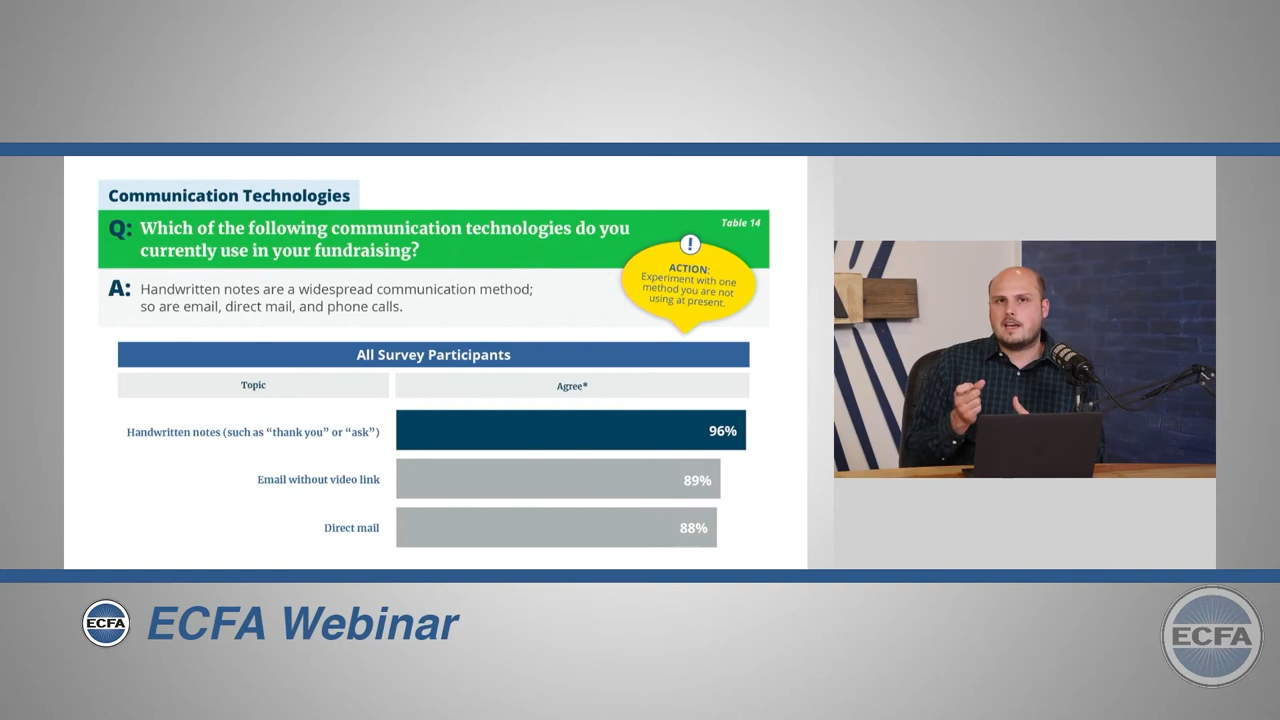 Communication Technologies
Q: Which of the following communication technologies do you
currently use in your fundraising?
Table 14
!
ACTION:
Experiment with one
method you are not
using at present.
A: Handwritten notes are a widespread communication method;
so are email, direct mail, and phone calls.
All Survey Participants
Topic
Agree*
Handwritten notes (such as “thank you” or “ask”)
96%
Email without video link
89%
Direct mail
88%
ECFA
ECFA Webinar
ECFA